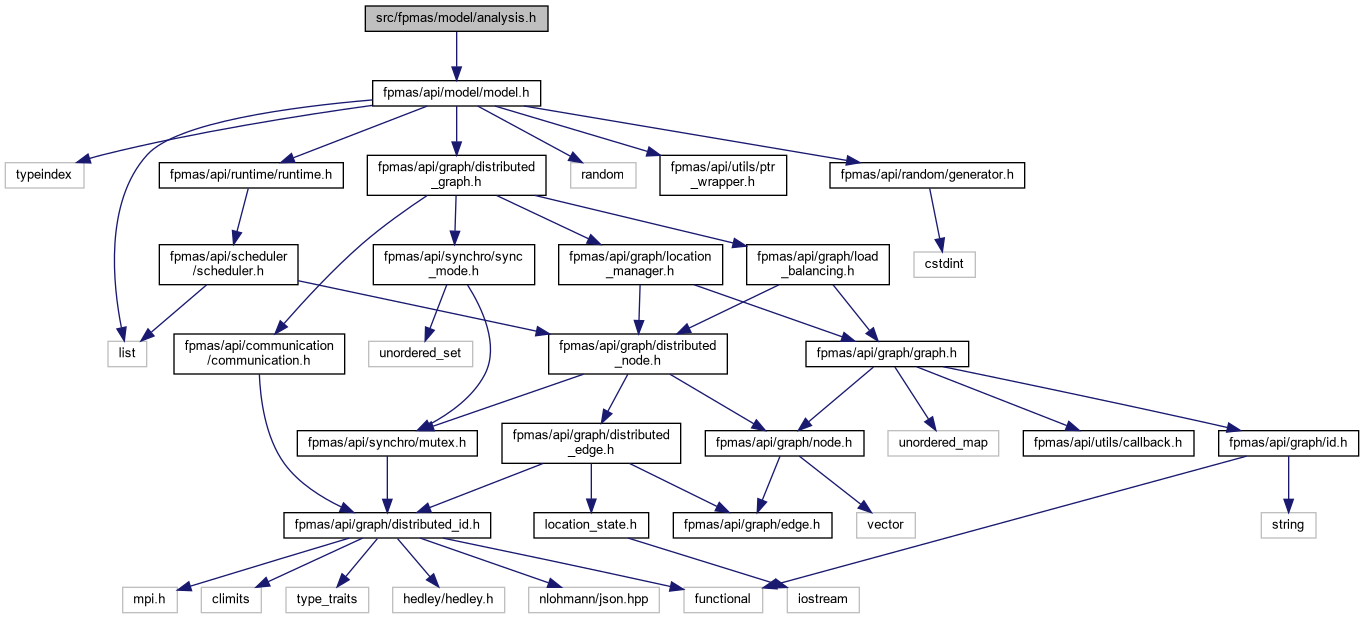 src/fpmas/model/analysis.h
fpmas/api/model/model.h
typeindex
fpmas/api/runtime/runtime.h
fpmas/api/graph/distributed
_graph.h
random
fpmas/api/utils/ptr
_wrapper.h
fpmas/api/random/generator.h
fpmas/api/scheduler
/scheduler.h
fpmas/api/synchro/sync
_mode.h
fpmas/api/graph/location
_manager.h
fpmas/api/graph/load
_balancing.h
cstdint
list
fpmas/api/communication
/communication.h
unordered_set
fpmas/api/graph/distributed
_node.h
fpmas/api/graph/graph.h
fpmas/api/synchro/mutex.h
fpmas/api/graph/distributed
_edge.h
fpmas/api/graph/node.h
unordered_map
fpmas/api/utils/callback.h
fpmas/api/graph/id.h
fpmas/api/graph/distributed_id.h
location_state.h
fpmas/api/graph/edge.h
vector
string
mpi.h
climits
type_traits
hedley/hedley.h
nlohmann/json.hpp
functional
iostream